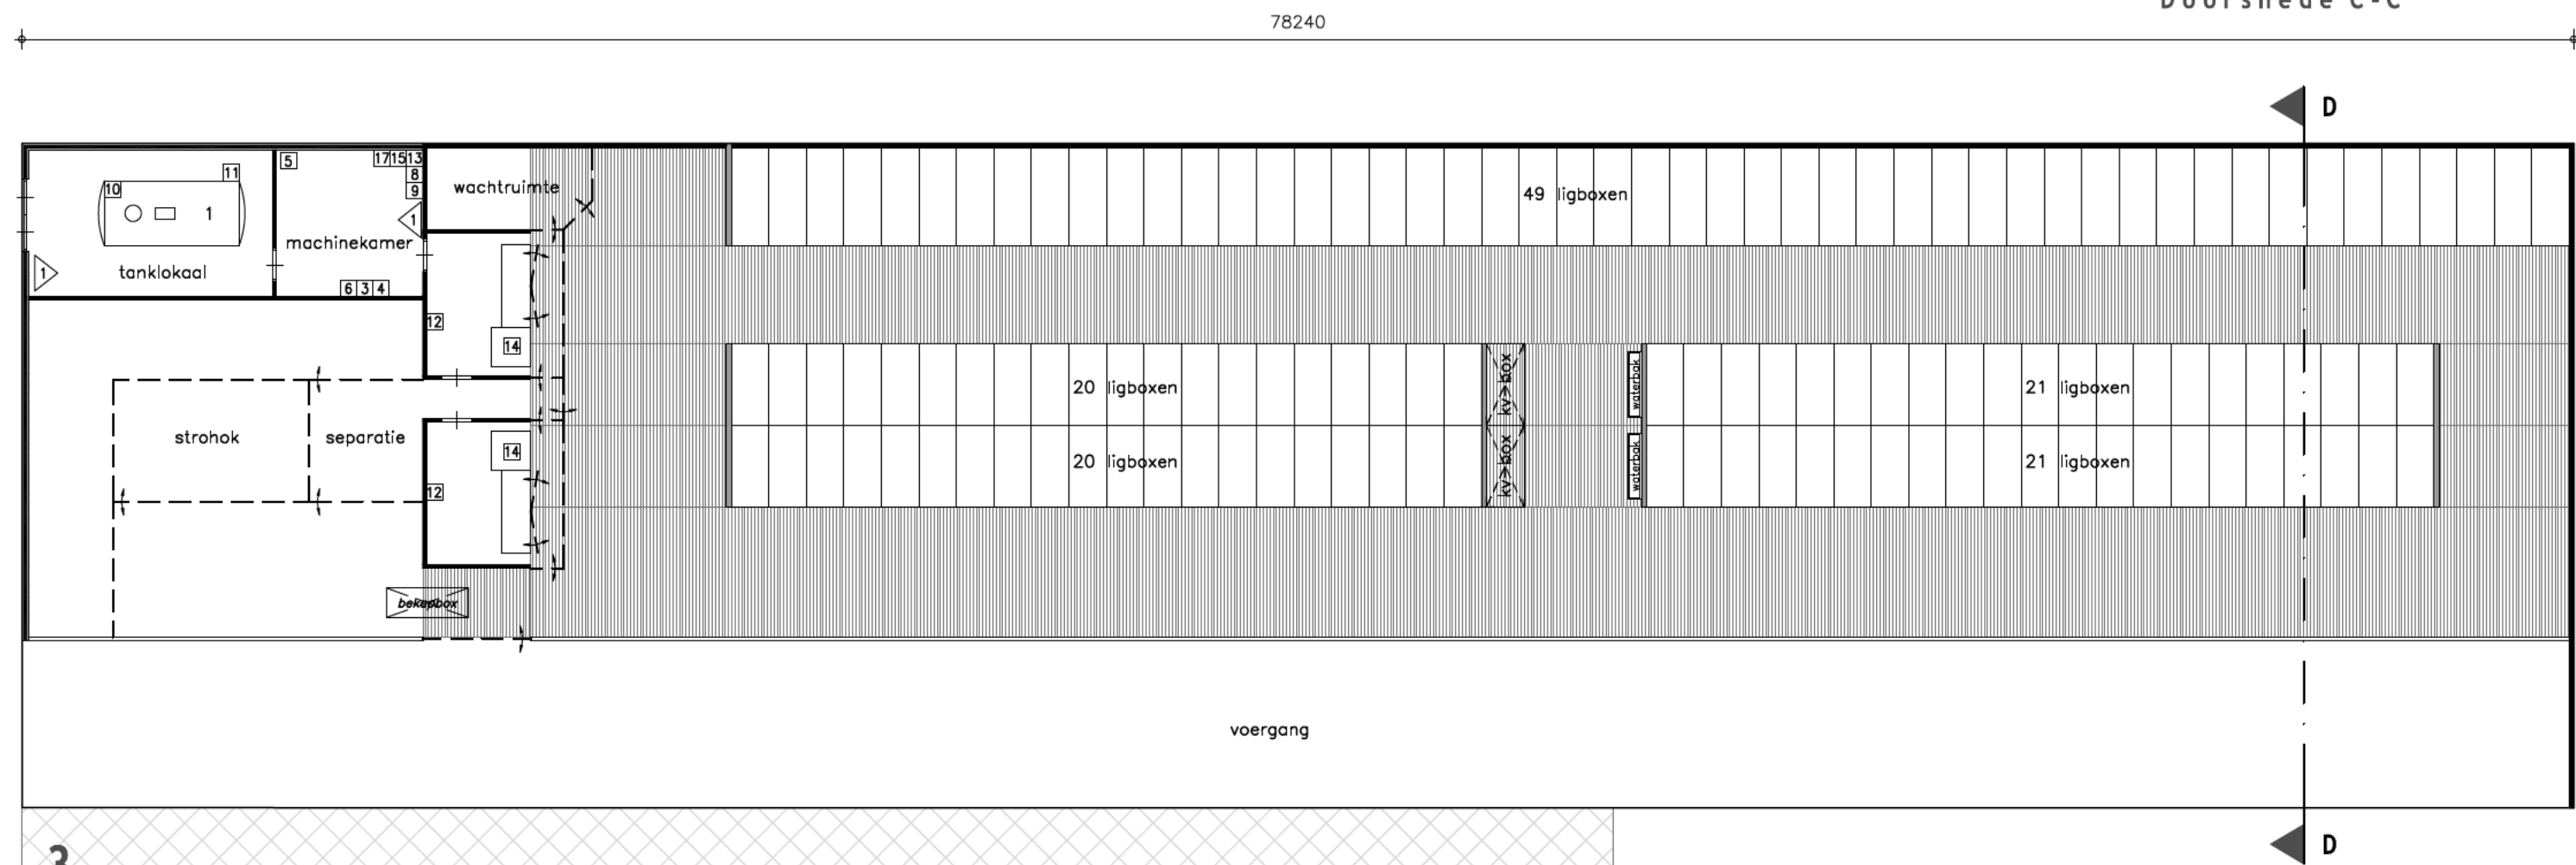 Doorsnede C-C
78240
D
5
17 15 13
11
8
wachtruimte
10
9
49 ligboxen
1
1
machinekamer
1
tanklokaal
6 3 4
12
14
kv-box
waterbak
20 ligboxen
21 ligboxen
strohok
separatie
14
kv-box
waterbak
20 ligboxen
21 ligboxen
12
bekapbox
voergang
3
D